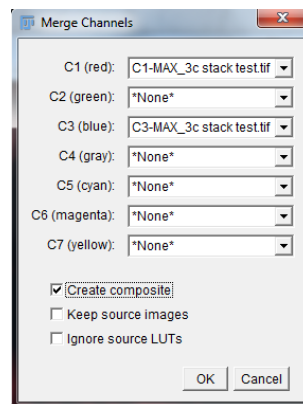 Merge Channels
C1 (red): C1-MAX_3c stack test.tif
C2 (green): *None*
C3 (blue): C3-MAX_3c stack test.tif
C4 (gray): *None*
C5 (cyan): *None*
C6 (magenta): *None*
C7 (yellow): *None*
Create composite
Keep source images
Ignore source LUTs
OK Cancel